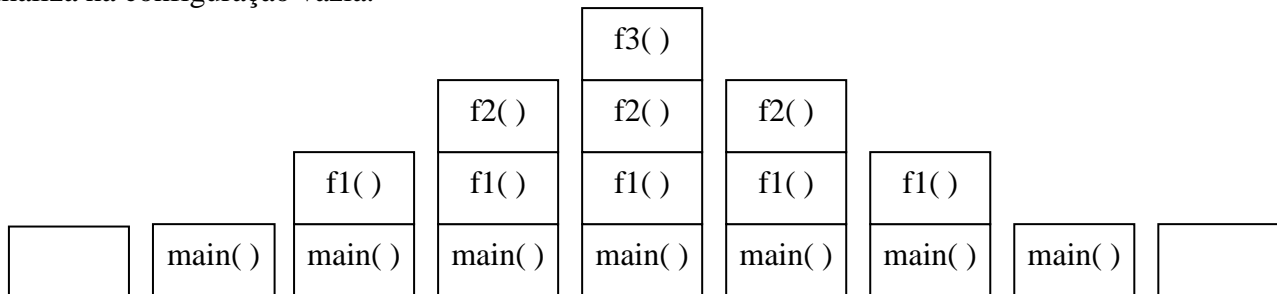 f3( )
f2( ) f2( ) f2( )
f1( ) f1( ) f1( ) f1( ) f1( )
main( ) main( ) main( ) main( ) main( ) main( ) main( )